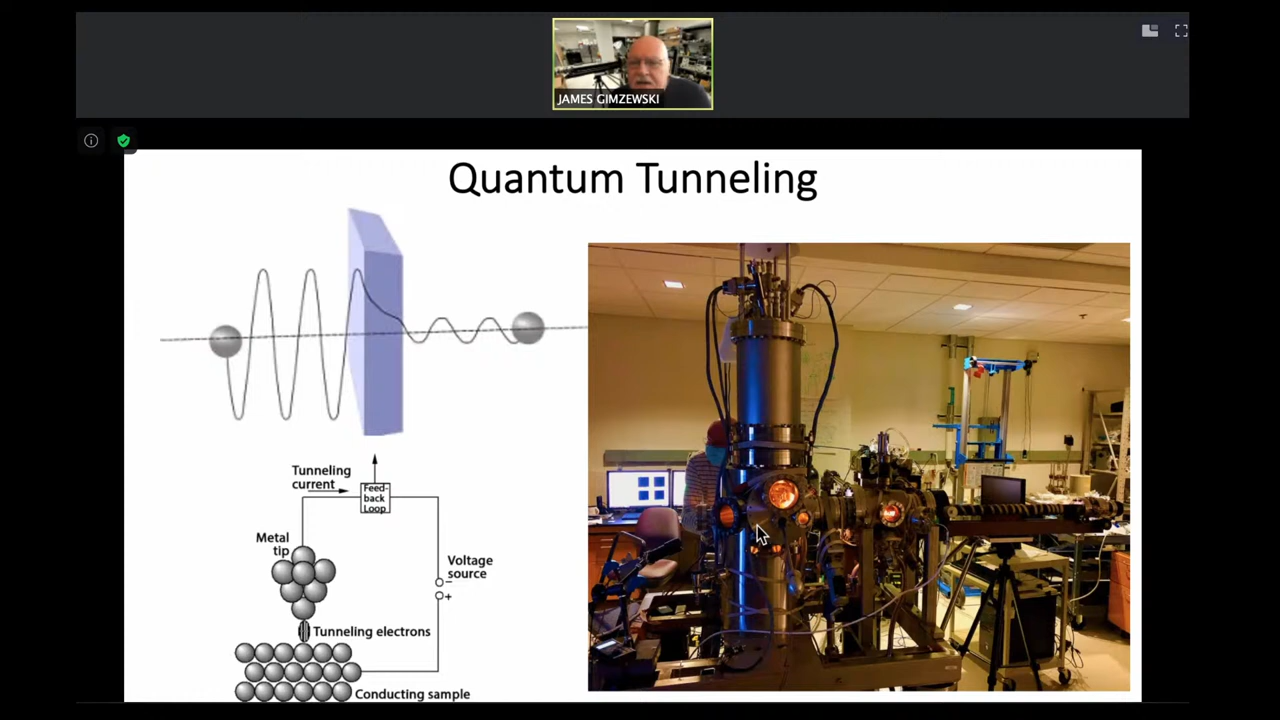 JAMES GIMZEWSKI
Quantum Tunneling
Tunneling
current
Feed-
back
Loop
Metal
tip
Voltage
source
−
+
Tunneling electrons
Conducting sample